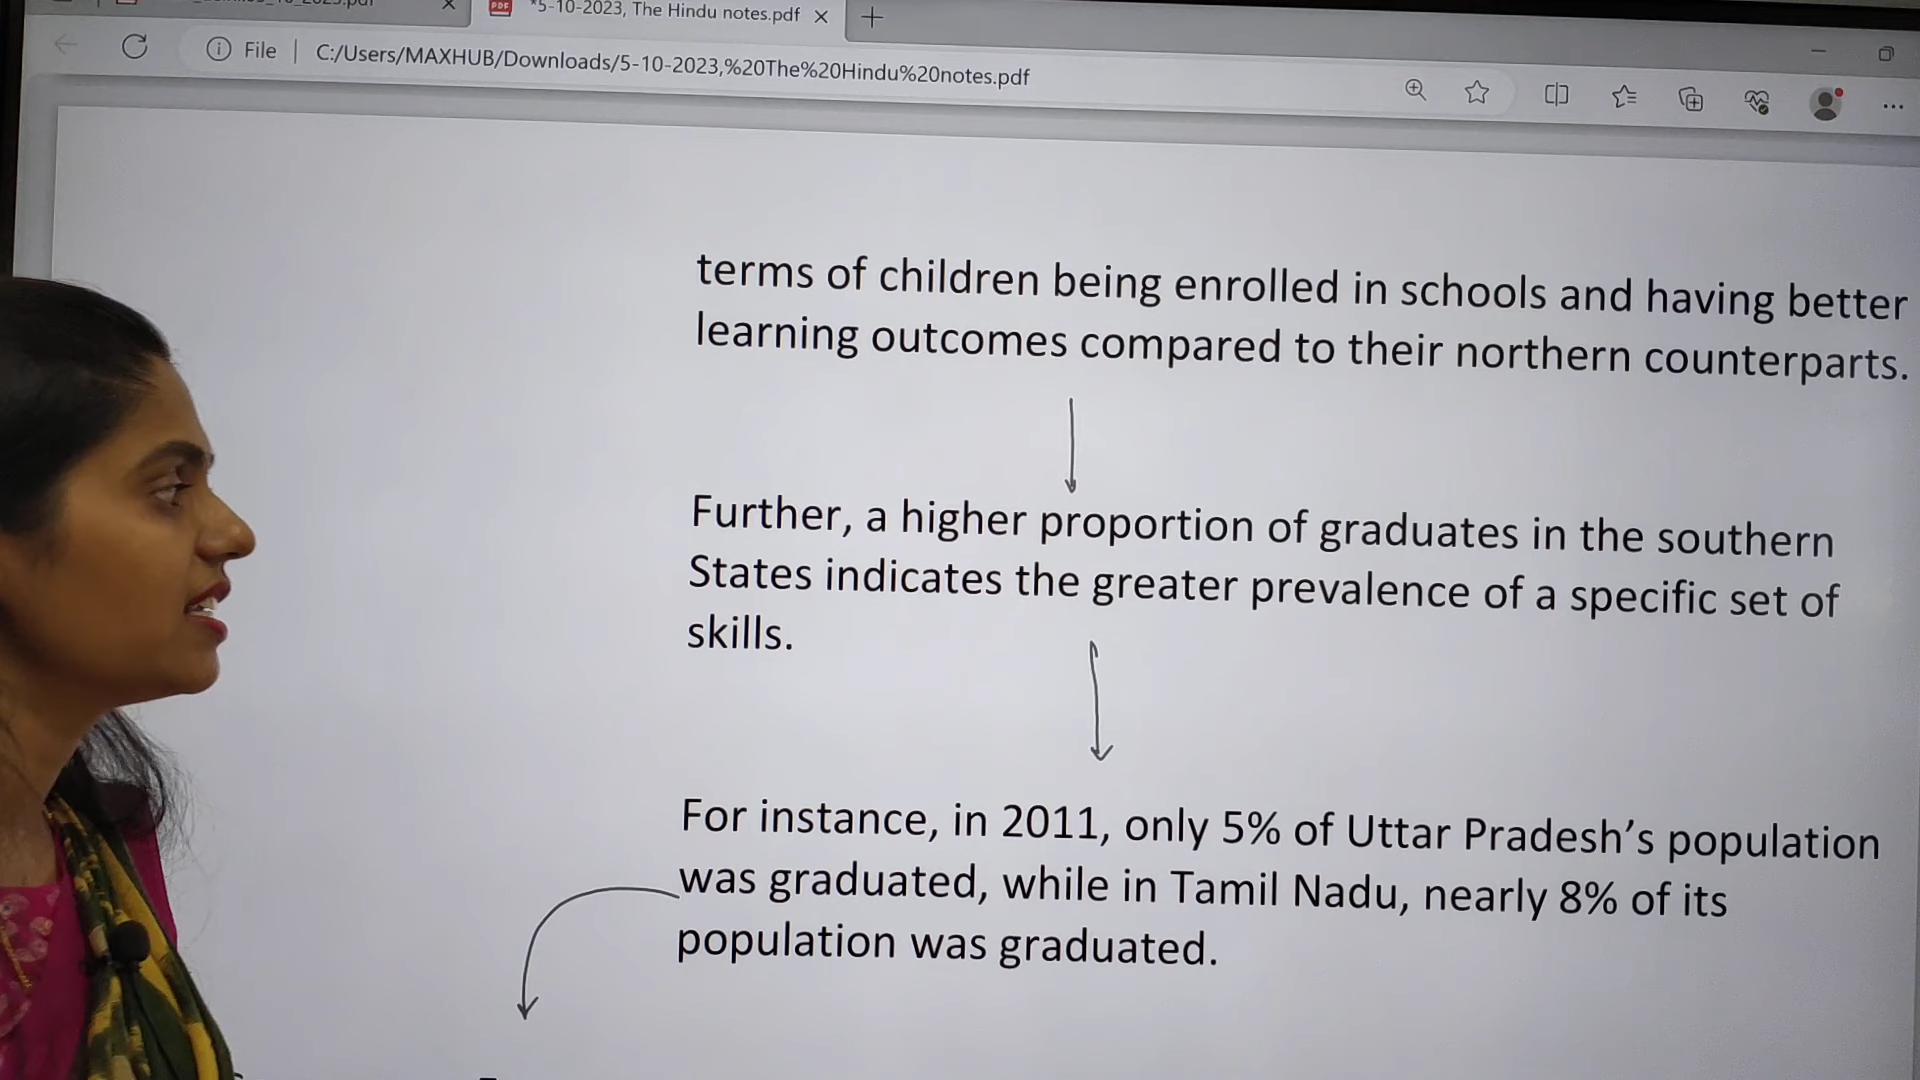 *5-10-2023, The Hindu notes.pdf
File
C:/Users/MAXHUB/Downloads/5-10-2023,%20The%20Hindu%20notes.pdf
terms of children being enrolled in schools and having better
learning outcomes compared to their northern counterparts.
Further, a higher proportion of graduates in the southern
States indicates the greater prevalence of a specific set of
skills.
For instance, in 2011, only 5% of Uttar Pradesh’s population
was graduated, while in Tamil Nadu, nearly 8% of its
population was graduated.